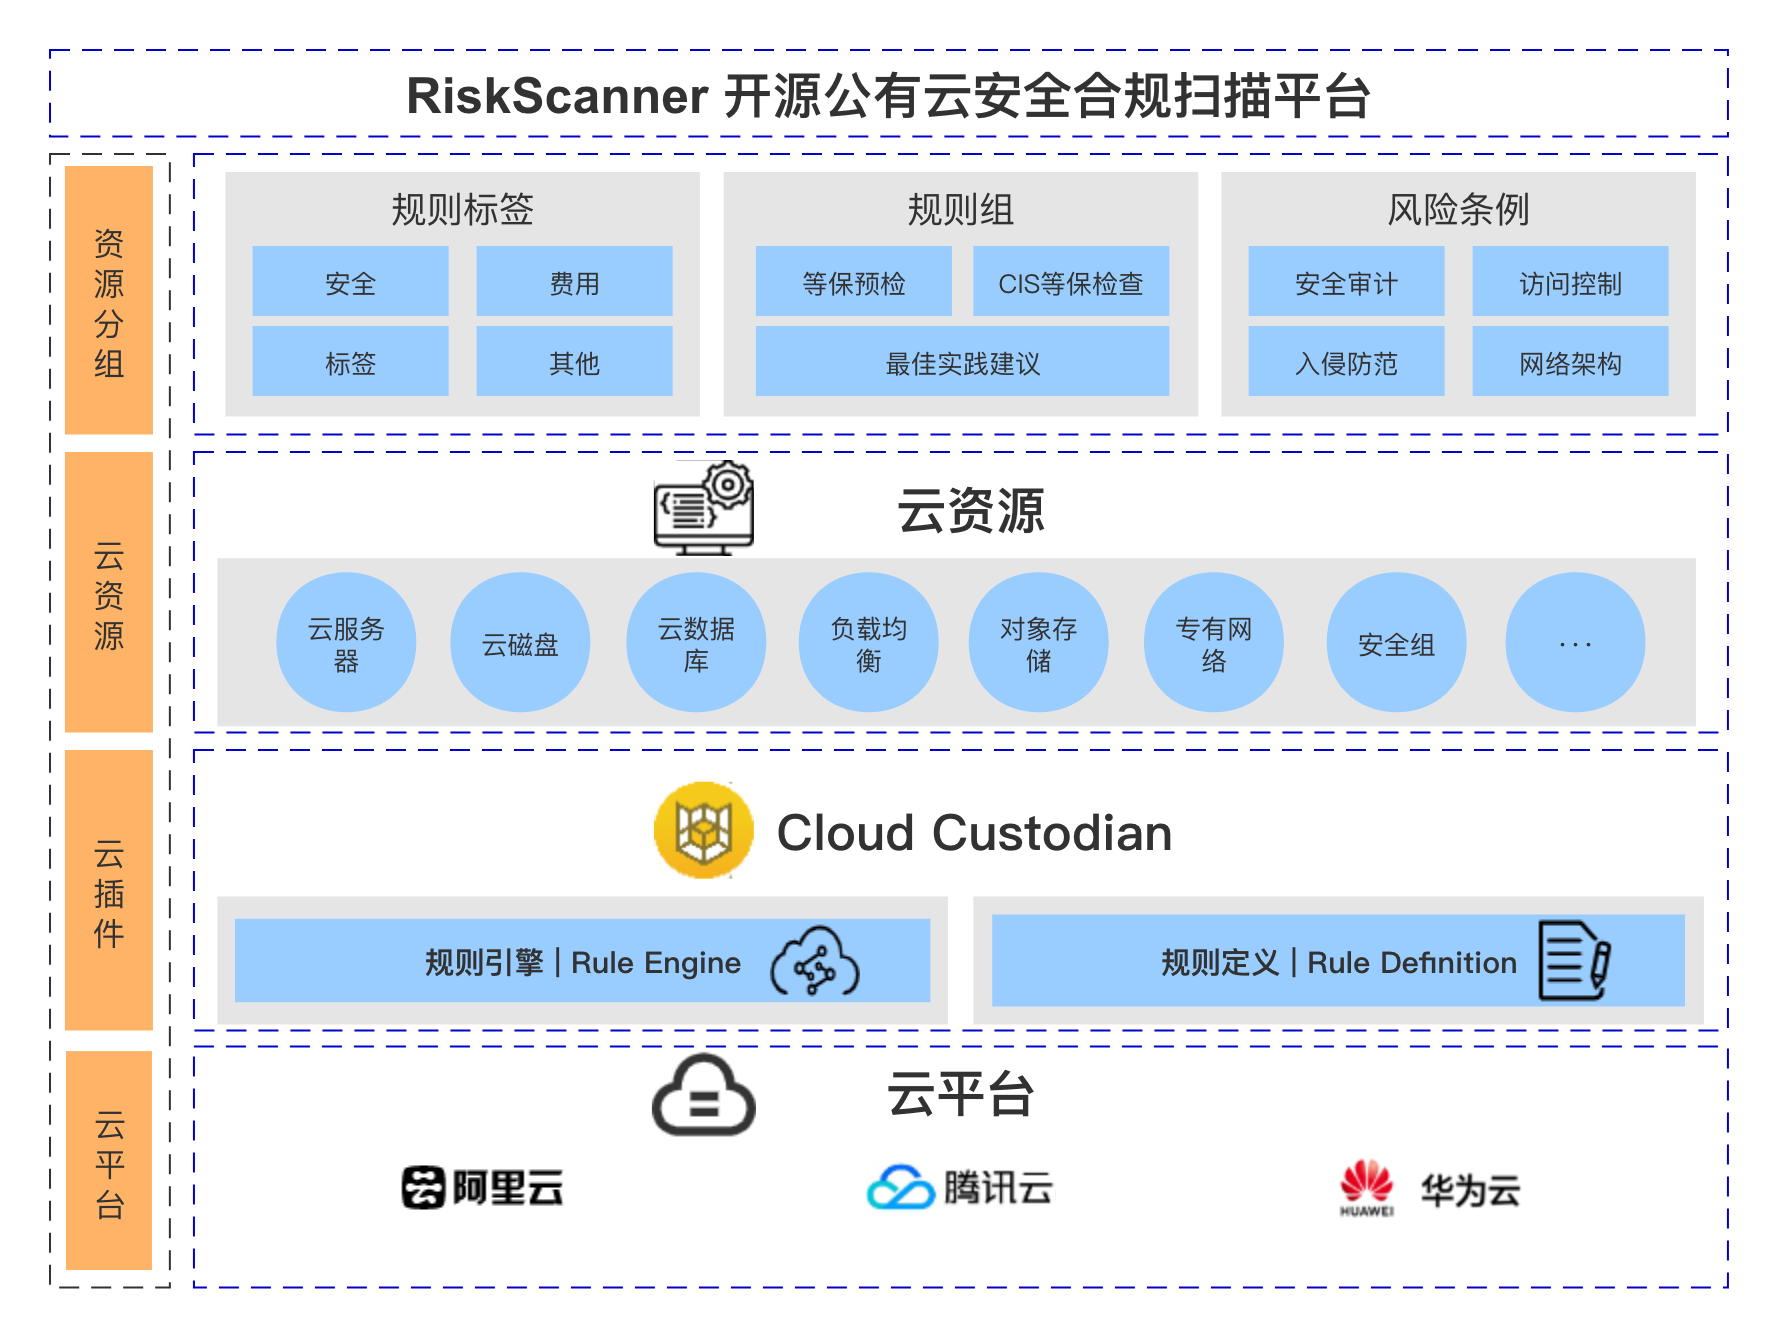 RiskScanner 开源公有云安全合规扫描平台
资源分组
规则标签
安全
费用
标签
其他
规则组
等保预检
CIS等保检查
最佳实践建议
风险条例
安全审计
访问控制
入侵防范
网络架构
云资源
云资源
云服务
器
云磁盘
云数据
库
负载均
衡
对象存
储
专有网
络
安全组
···
云插件
Cloud Custodian
规则引擎 | Rule Engine
规则定义 | Rule Definition
云平台
云平台
阿里云
腾讯云
HUAWEI
华为云